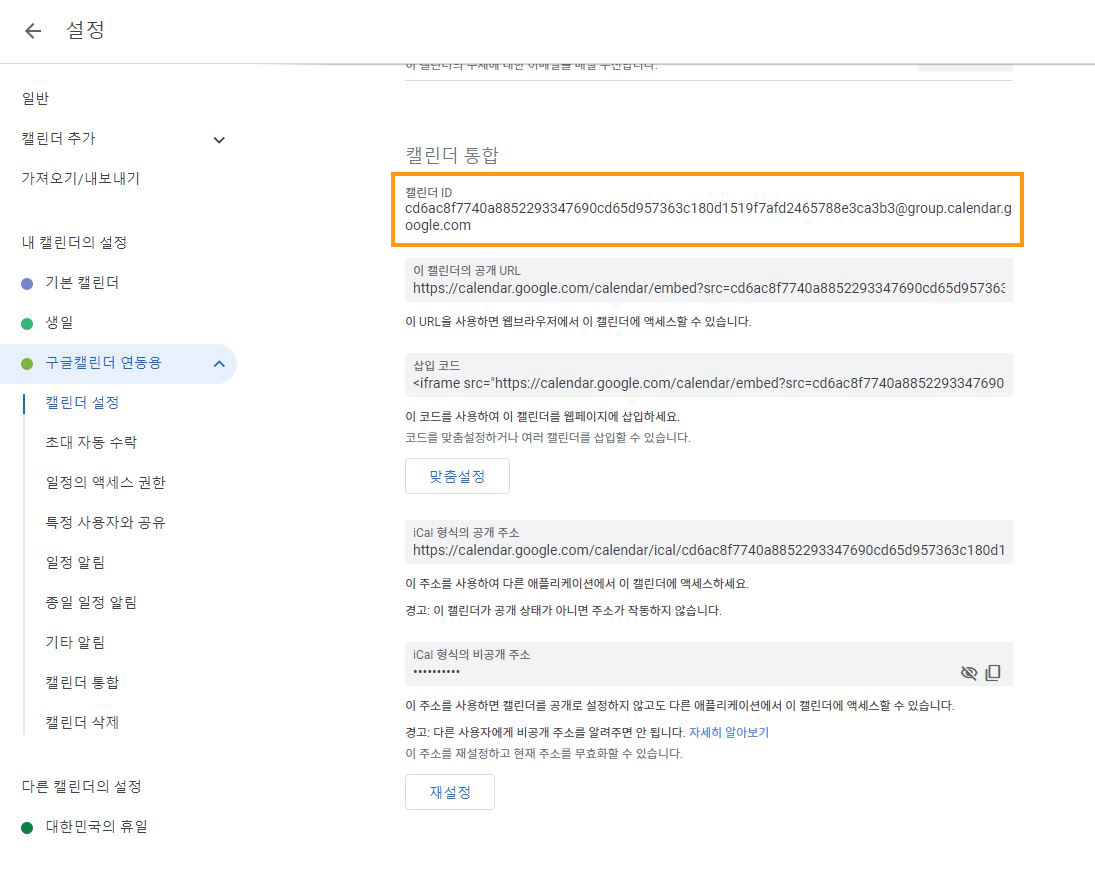 설정
일반
캘린더 추가
가져오기/내보내기
내 캘린더의 설정
기본 캘린더
생일
구글캘린더 연동용
캘린더 설정
초대 자동 수락
일정의 액세스 권한
특정 사용자와 공유
일정 알림
종일 일정 알림
기타 알림
캘린더 통합
캘린더 삭제
다른 캘린더의 설정
대한민국의 휴일
캘린더 통합
캘린더 ID
cd6ac8f7740a8852293347690cd65d957363c180d1519f7afd2465788e3ca3b3@group.calendar.g
oogle.com
이 캘린더의 공개 URL
https://calendar.google.com/calendar/embed?src=cd6ac8f7740a8852293347690cd65d957363
이 URL을 사용하면 웹브라우저에서 이 캘린더에 액세스할 수 있습니다.
삽입 코드
<iframe src="https://calendar.google.com/calendar/embed?src=cd6ac8f7740a8852293347690
이 코드를 사용하여 이 캘린더를 웹페이지에 삽입하세요.
코드를 맞춤설정하거나 여러 캘린더를 삽입할 수 있습니다.
맞춤설정
iCal 형식의 공개 주소
https://calendar.google.com/calendar/ical/cd6ac8f7740a8852293347690cd65d957363c180d1
이 주소를 사용하여 다른 애플리케이션에서 이 캘린더에 액세스하세요.
경고: 이 캘린더가 공개 상태가 아니면 주소가 작동하지 않습니다.
iCal 형식의 비공개 주소
••••••••••
이 주소를 사용하면 캘린더를 공개로 설정하지 않고도 다른 애플리케이션에서 이 캘린더에 액세스할 수 있습니다.
경고: 다른 사용자에게 비공개 주소를 알려주면 안 됩니다. 자세히 알아보기
이 주소를 재설정하고 현재 주소를 무효화할 수 있습니다.
재설정